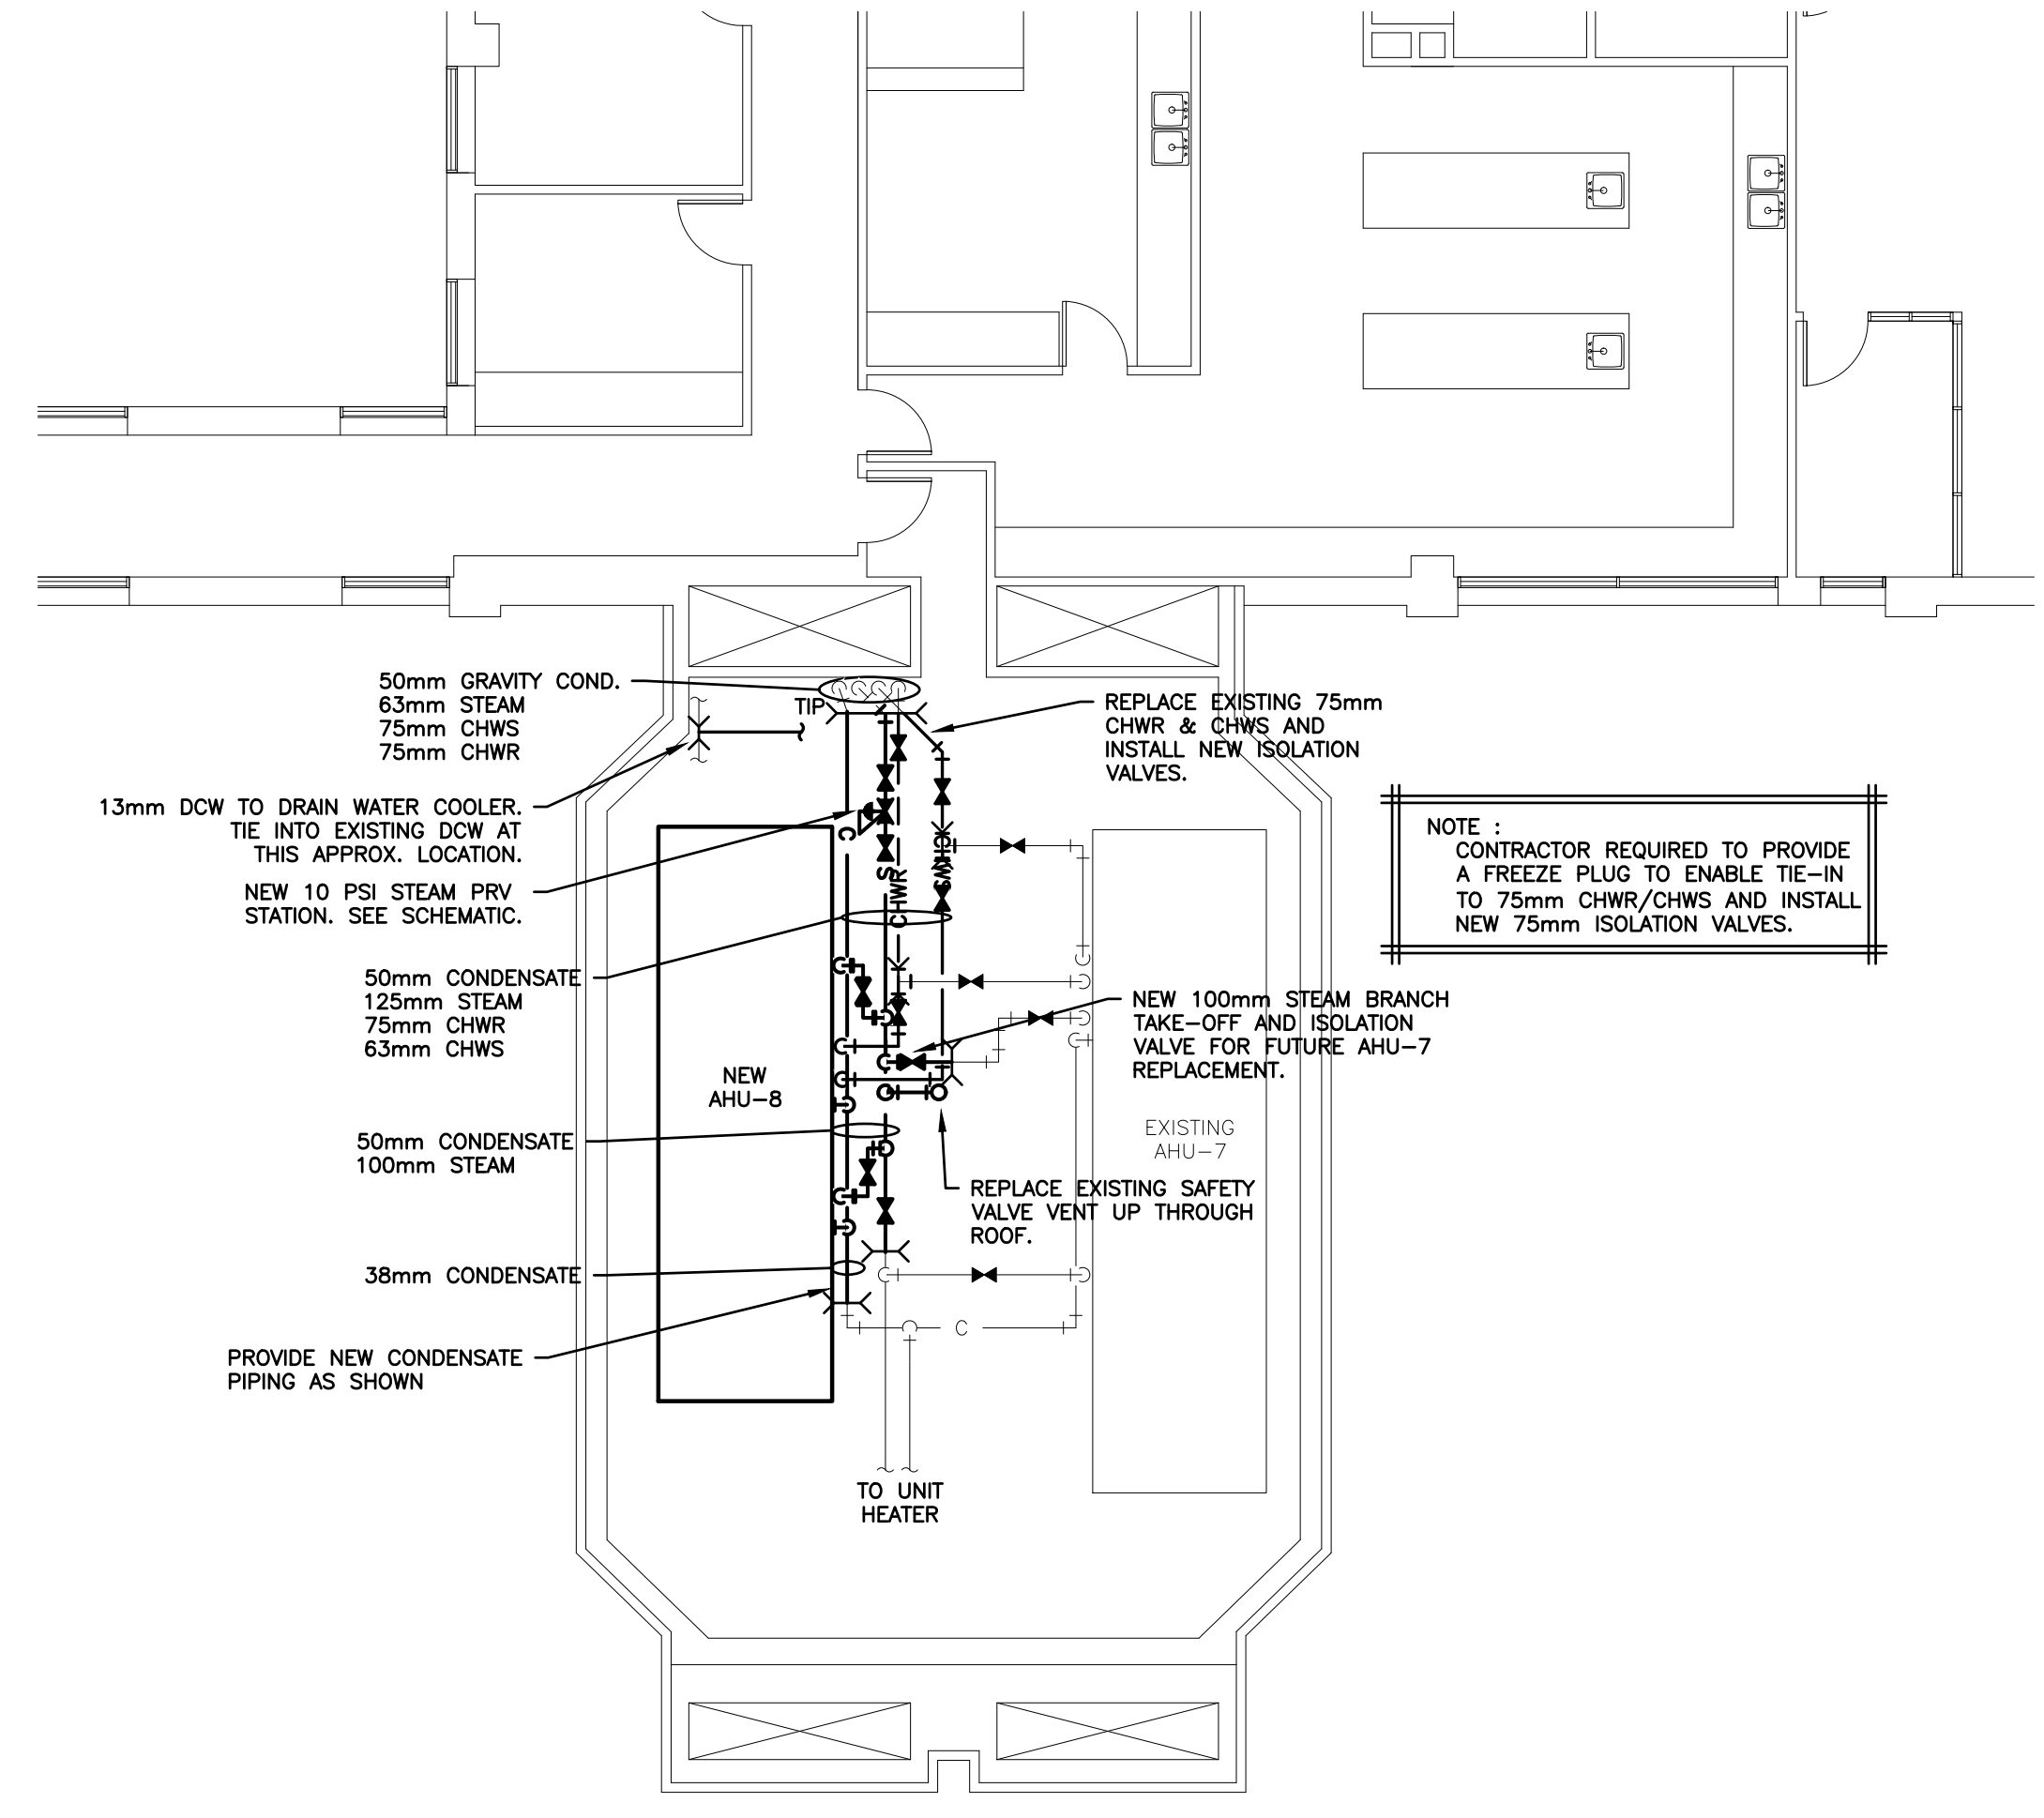 50mm GRAVITY COND.
63mm STEAM
75mm CHWS
75mm CHWR
TIP
REPLACE EXISTING 75mm
CHWR & CHWS AND
INSTALL NEW ISOLATION
VALVES.
13mm DCW TO DRAIN WATER COOLER.
TIE INTO EXISTING DCW AT
THIS APPROX. LOCATION.
NOTE :
CONTRACTOR REQUIRED TO PROVIDE
A FREEZE PLUG TO ENABLE TIE-IN
TO 75mm CHWR/CHWS AND INSTALL
NEW 75mm ISOLATION VALVES.
C
S
CHWR
CHWS
NEW 10 PSI STEAM PRV
STATION. SEE SCHEMATIC.
50mm CONDENSATE
125mm STEAM
75mm CHWR
63mm CHWS
NEW 100mm STEAM BRANCH
TAKE-OFF AND ISOLATION
VALVE FOR FUTURE AHU-7
REPLACEMENT.
NEW
AHU-8
EXISTING
AHU-7
50mm CONDENSATE
100mm STEAM
REPLACE EXISTING SAFETY
VALVE VENT UP THROUGH
ROOF.
38mm CONDENSATE
C
PROVIDE NEW CONDENSATE
PIPING AS SHOWN
TO UNIT
HEATER